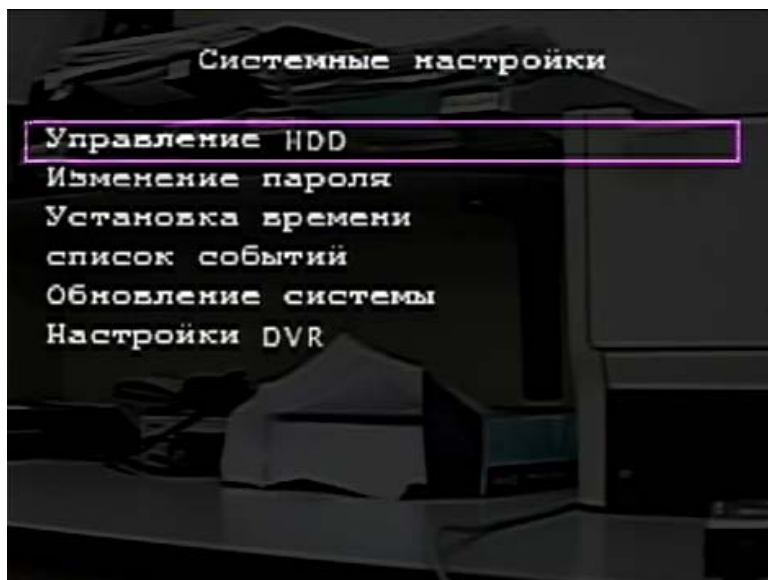 Системные настройки
Управление HDD
Изменение пароля
Установка времени
список событий
Обновление системы
Настройки DVR